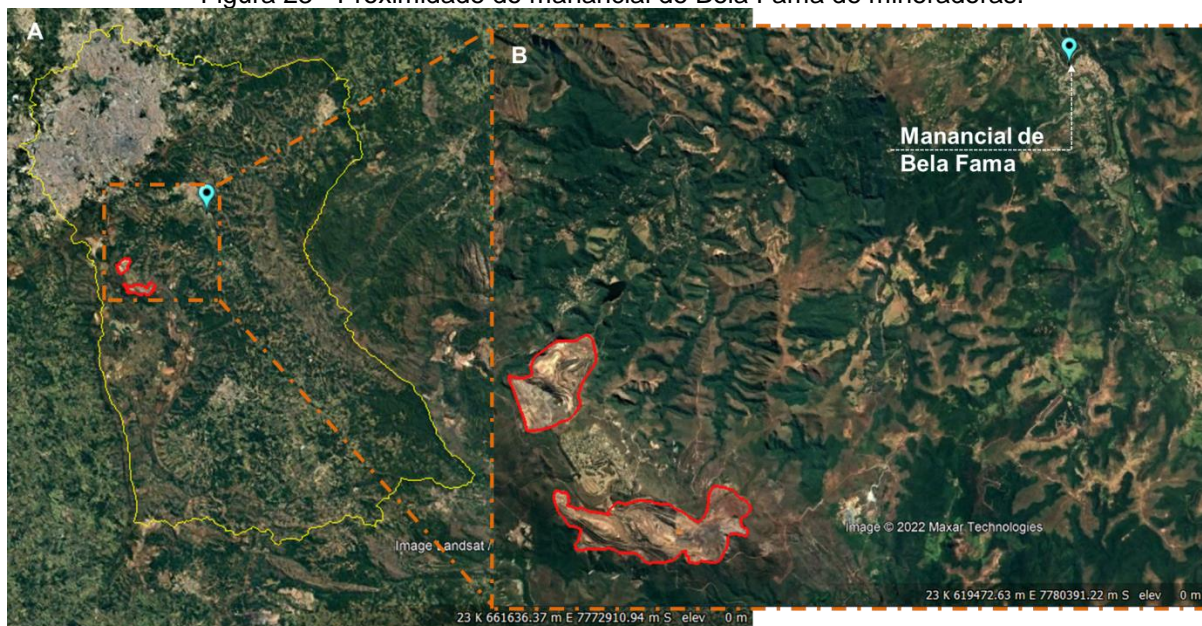 Figura 23 - Proximidade do manancial de Bela Fama de mineradoras.
A
B
Manancial de
Bela Fama
Image Landsat /
Image © 2022 Maxar Technologies
23 K 661636.37 m E 7772910.94 m S elev 0 m
23 K 619472.63 m E 7780391.22 m S elev 0 m